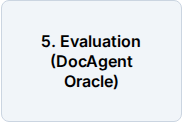 5. Evaluation
(DocAgent
Oracle)